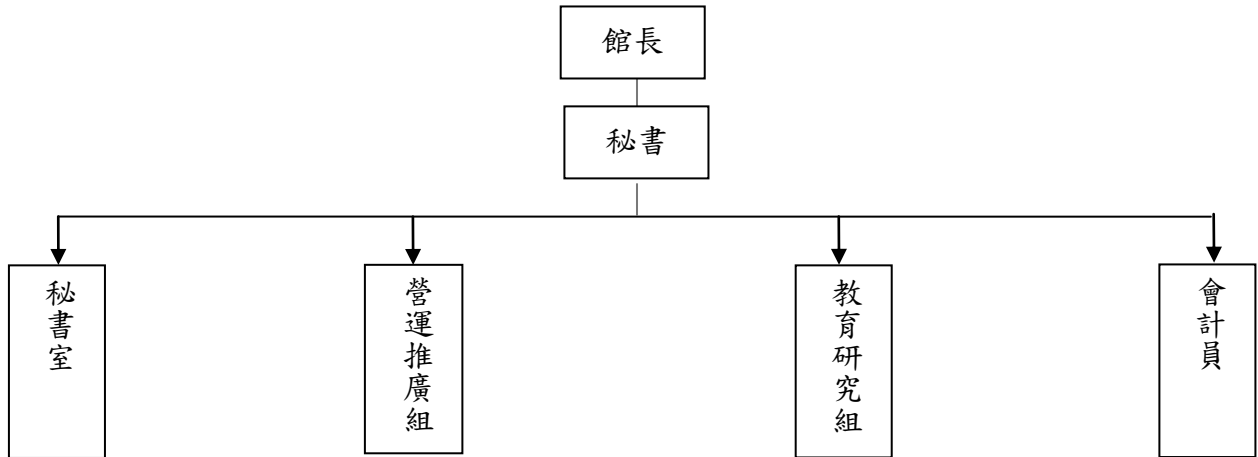 館長
秘書
秘書室
營運推廣組
教育研究組
會計員